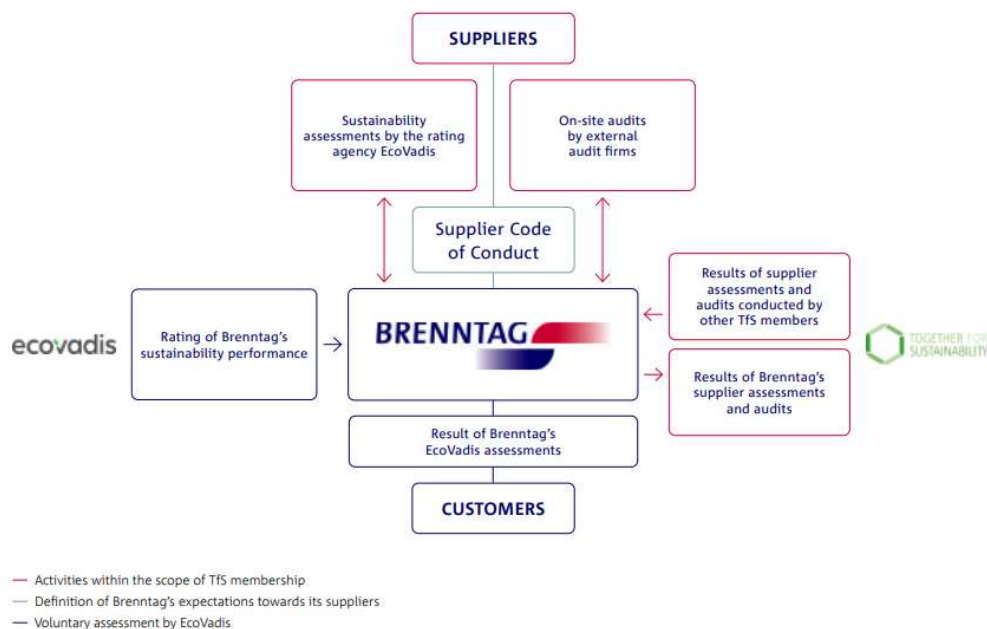 SUPPLIERS
Sustainability
assessments by the rating
agency EcoVadis
On-site audits
by external
audit firms
Supplier Code
of Conduct
ecovadis
Rating of Brenntag's
sustainability performance
BRENNTAG
Results of supplier
assessments and
audits conducted by
other TfS members
Results of Brenntag's
supplier assessments
and audits
TOGETHER FOR
SUSTAINABILITY
Result of Brenntag's
EcoVadis assessments
CUSTOMERS
Activities within the scope of TfS membership
Definition of Brenntag's expectations towards its suppliers
Voluntary assessment by EcoVadis